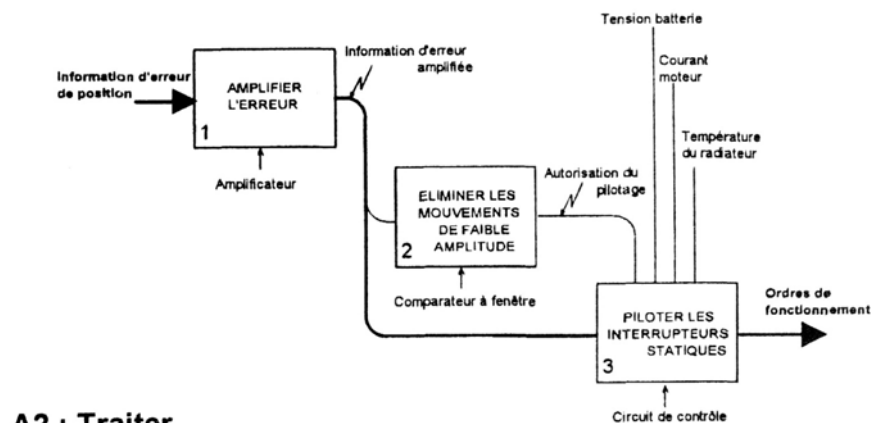 Tension batterie
Information d'erreur
amplifiée
Courant
moteur
Information d'erreur
de position
AMPLIFIER
L'ERREUR
1
Température
du radiateur
Amplificateur
Autorisation du
pilotage
ELIMINER LES
MOUVEMENTS
DE FAIBLE
AMPLITUDE
2
Comparateur à fenêtre
Ordres de
fonctionnement
PILOTER LES
INTERRUPTEURS
STATIQUES
3
Circuit de contrôle
A2 : Traiter